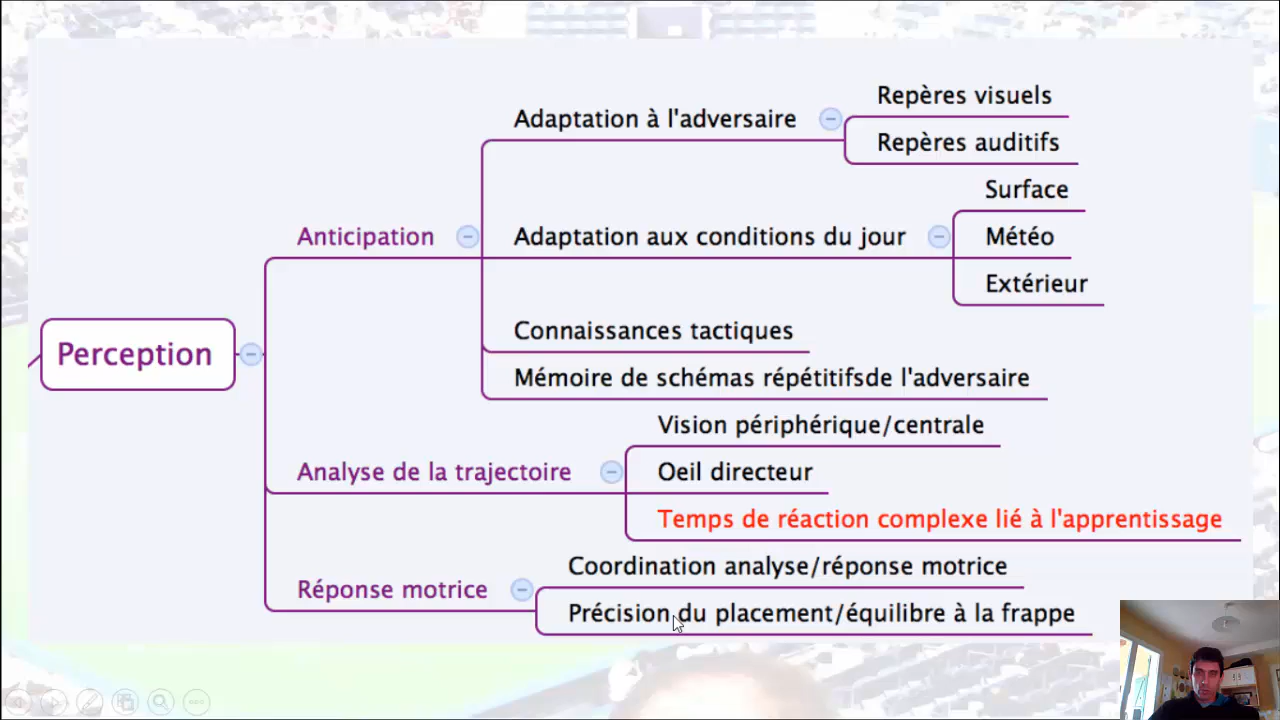 Perception
Anticipation
Adaptation à l'adversaire
Repères visuels
Repères auditifs
Adaptation aux conditions du jour
Surface
Météo
Extérieur
Connaissances tactiques
Mémoire de schémas répétitifsde l'adversaire
Analyse de la trajectoire
Vision périphérique/centrale
Oeil directeur
Temps de réaction complexe lié à l'apprentissage
Réponse motrice
Coordination analyse/réponse motrice
Précision du placement/équilibre à la frappe